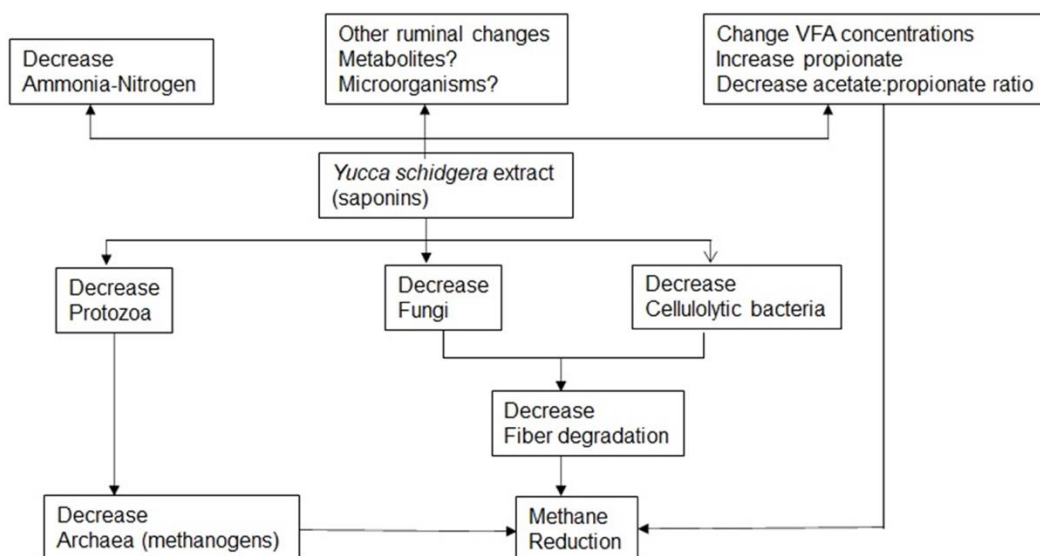 Decrease
Ammonia-Nitrogen
Other ruminal changes
Metabolites?
Microorganisms?
Change VFA concentrations
Increase propionate
Decrease acetate:propionate ratio
Yucca schidgera extract
(saponins)
Decrease
Protozoa
Decrease
Fungi
Decrease
Cellulolytic bacteria
Decrease
Fiber degradation
Decrease
Archaea (methanogens)
Methane
Reduction